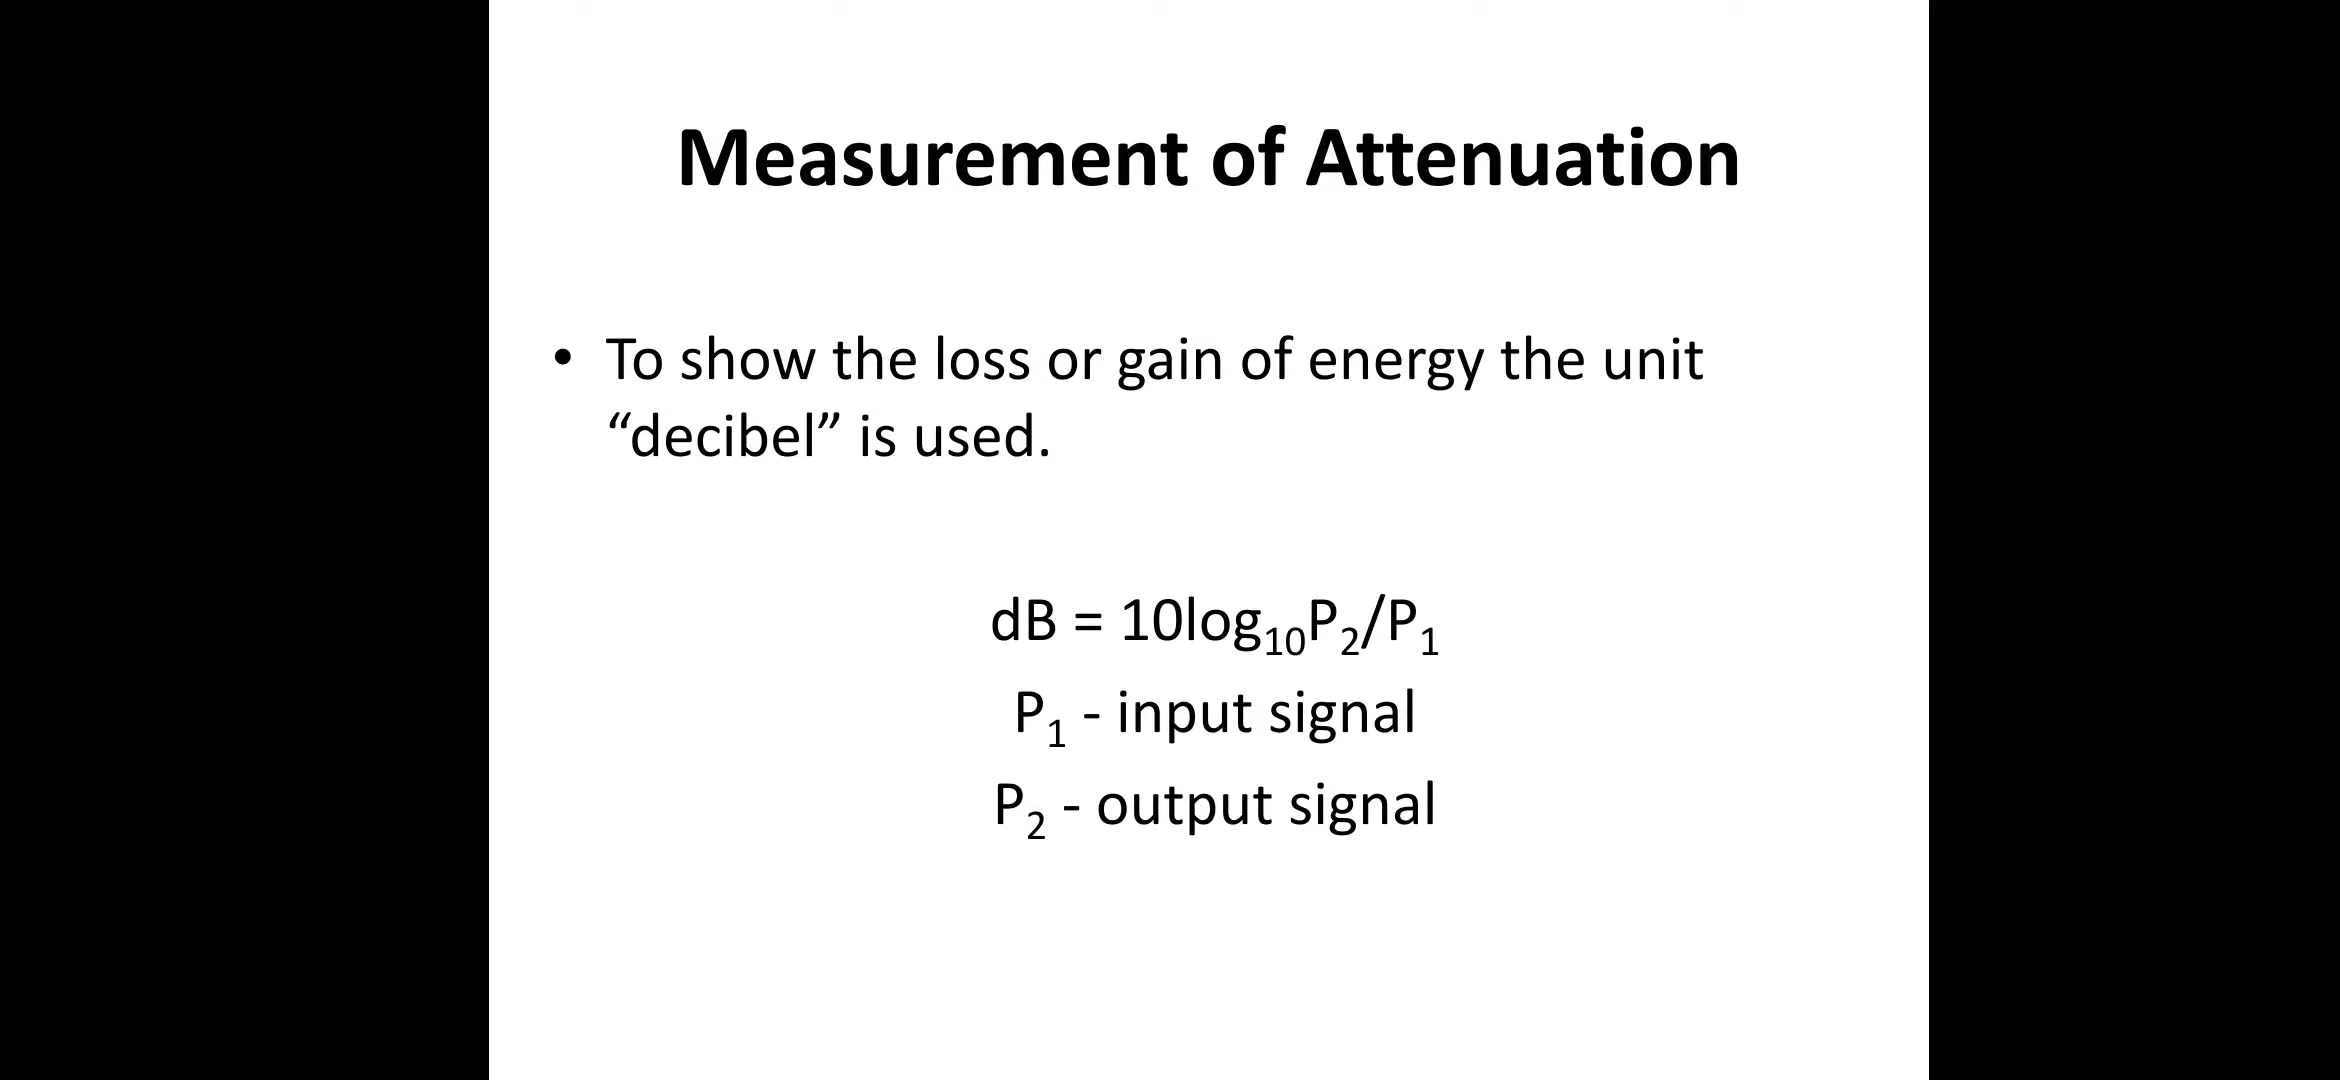 Measurement of Attenuation
• To show the loss or gain of energy the unit
“decibel” is used.
dB = 10log₁₀P₂/P₁
P₁ - input signal
P₂ - output signal